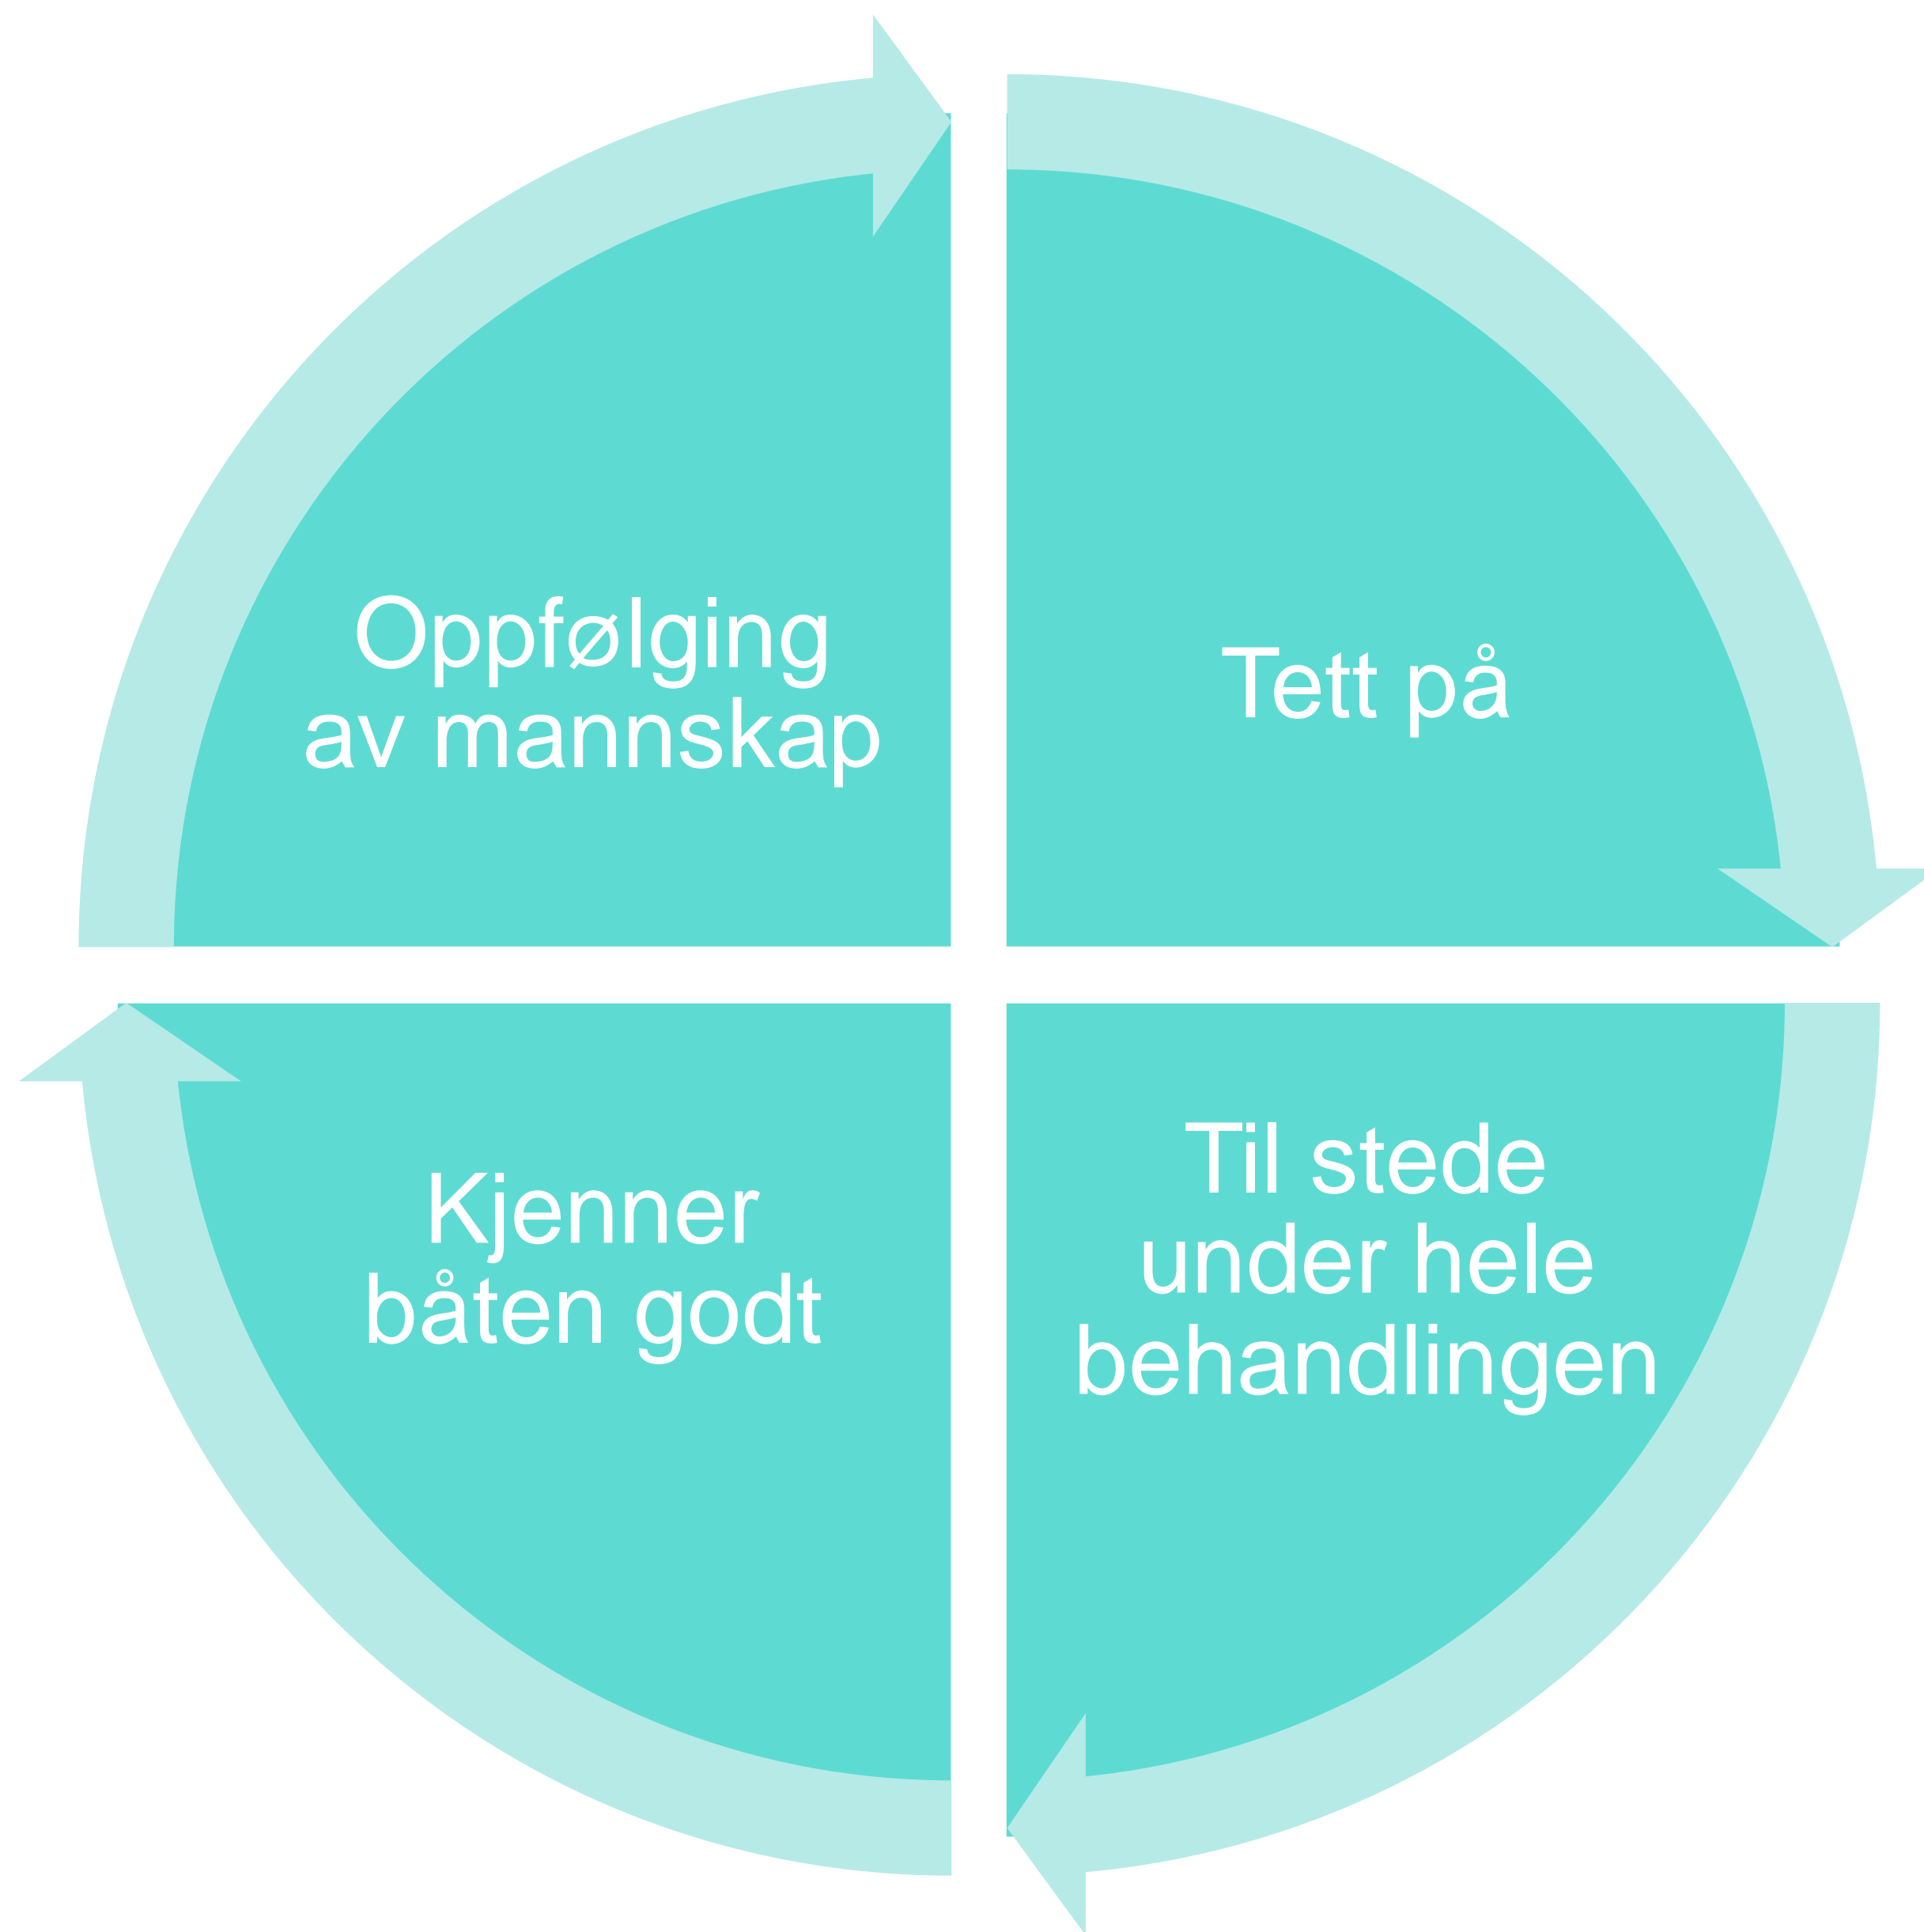 Oppfølging
av mannskap
Tett på
Til stede
under hele
behandlingen
Kjenner
båten godt